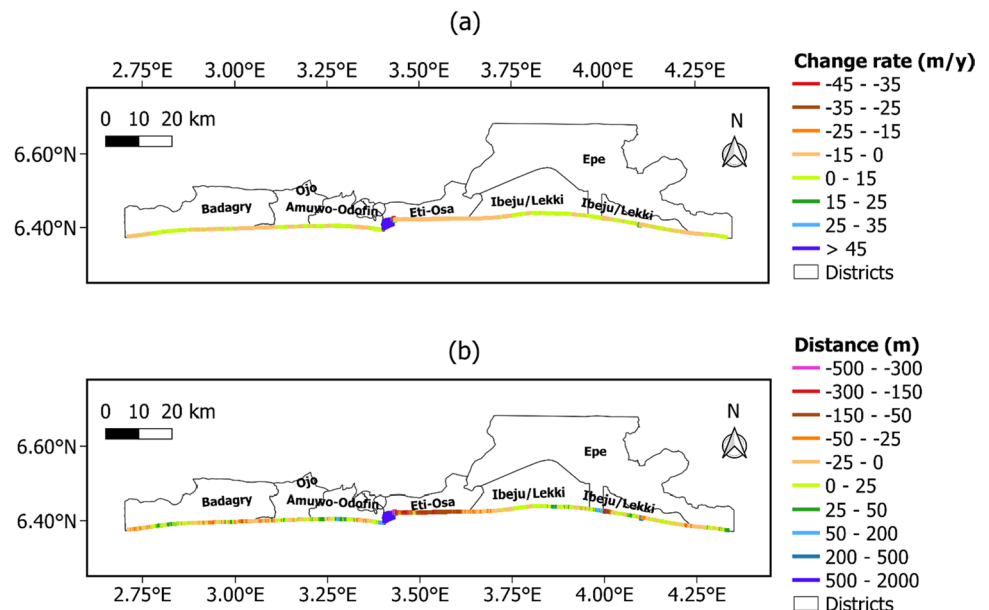 (a)
2.75°E 3.00°E 3.25°E 3.50°E 3.75°E 4.00°E 4.25°E
Change rate (m/y)
-45 - -35
-35 - -25
-25 - -15
-15 - 0
0 - 15
15 - 25
25 - 35
> 45
Districts
0 10 20 km
N
6.60°N
6.40°N
Epe
Ojo
Badagry
Amuwo-Odofin
Eti-Osa
Ibeju/Lekki
Ibeju/Lekki
(b)
Distance (m)
-500 - -300
-300 - -150
-150 - -50
-50 - -25
-25 - 0
0 - 25
25 - 50
50 - 200
200 - 500
500 - 2000
Districts
0 10 20 km
N
6.60°N
6.40°N
Epe
Ojo
Badagry
Amuwo-Odofin
Eti-Osa
Ibeju/Lekki
Ibeju/Lekki
2.75°E 3.00°E 3.25°E 3.50°E 3.75°E 4.00°E 4.25°E